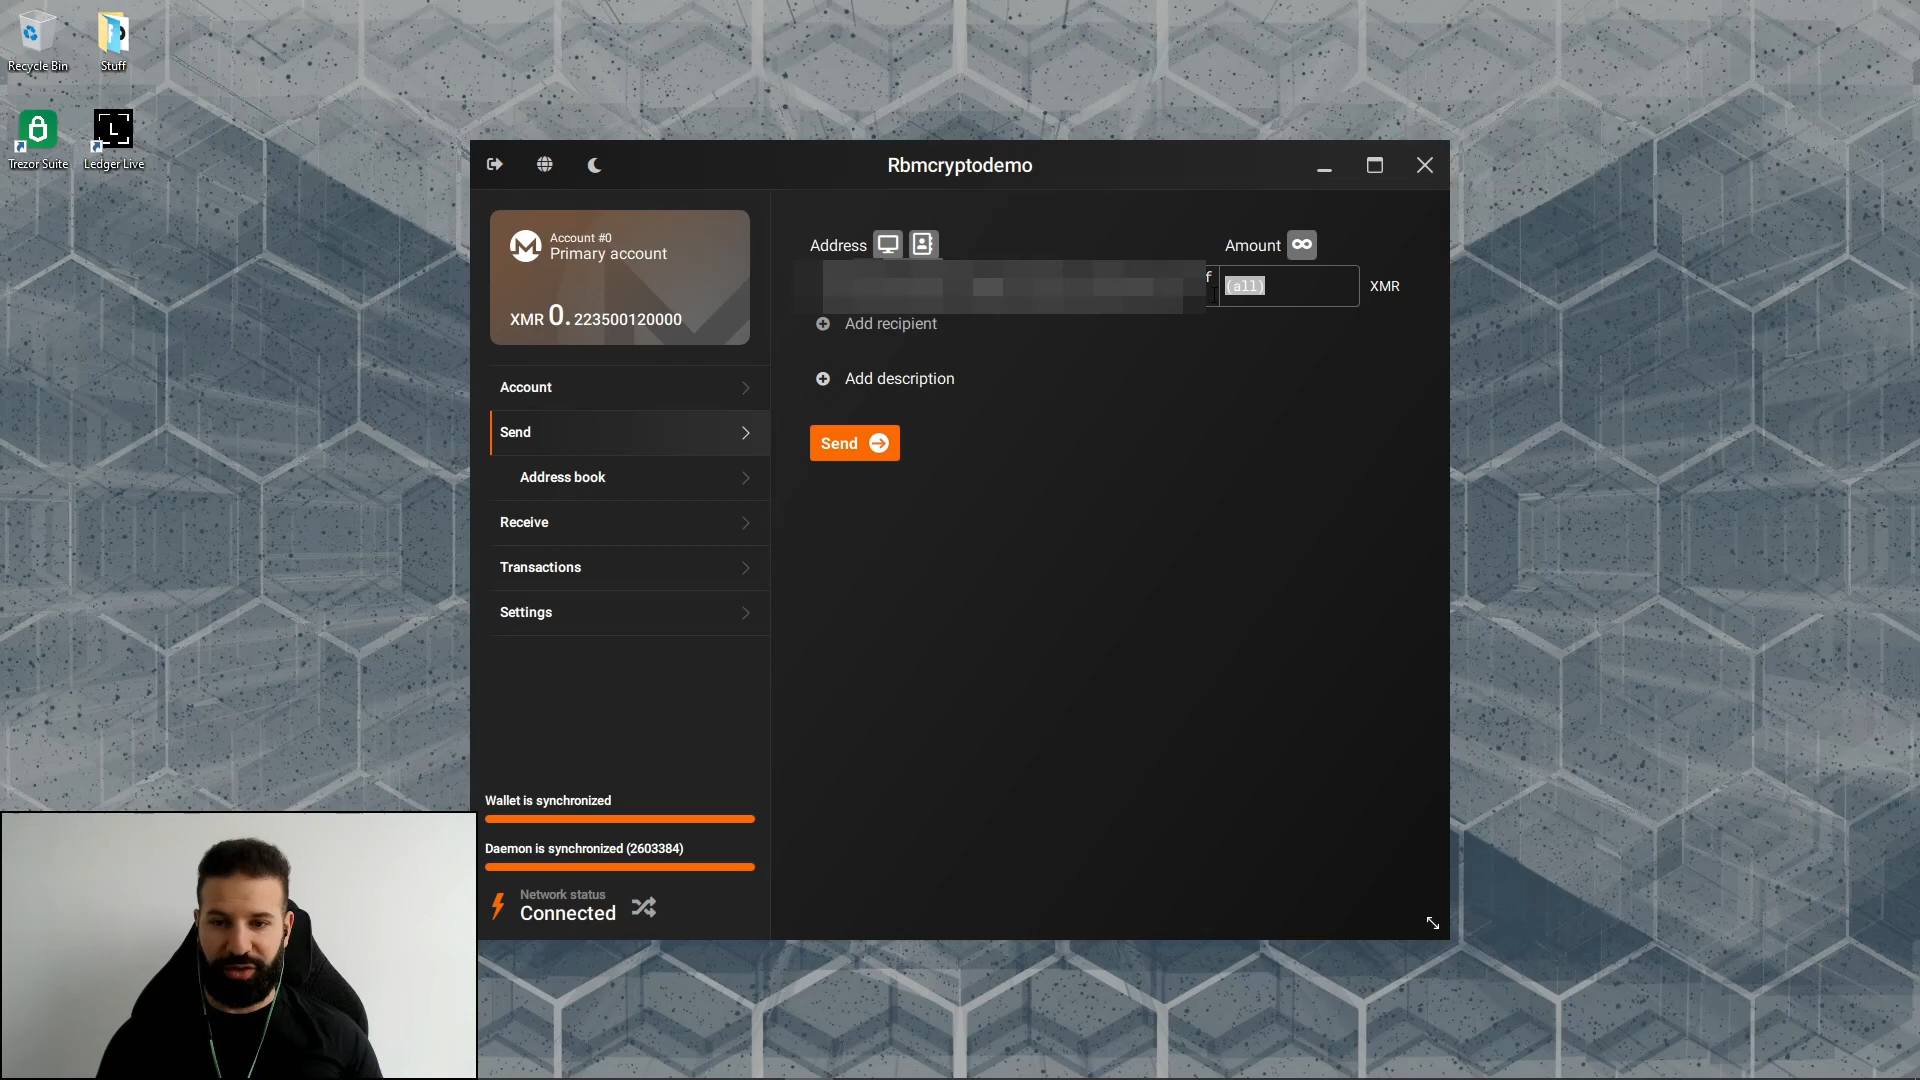 Recycle Bin
Stuff
Trezor Suite
Ledger Live
Rbmcryptodemo
Account #0
Primary account
XMR 0.223500120000
Account
Send
Address book
Receive
Transactions
Settings
Wallet is synchronized
Daemon is synchronized (2603384)
Network status
Connected
Address
Amount
f
(all)
XMR
Add recipient
Add description
Send